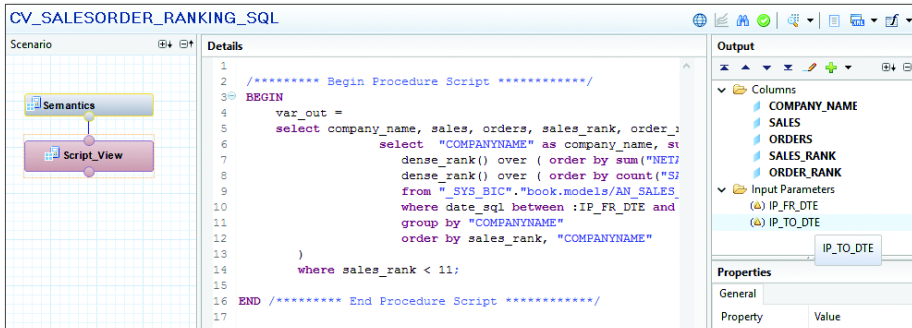 CV_SALESORDER_RANKING_SQL
Scenario
Semantics
Script_View
Details
1
2 /********* Begin Procedure Script ************/
3 BEGIN
4 var_out =
5 select company_name, sales, orders, sales_rank,
6 select "COMPANYNAME" as company_name,
7 dense_rank() over ( order by sum(
8 dense_rank() over ( order by count(
9 from "_SYS_BIC"."book.models/AN_SALES_
10 where date_sql between :IP_FR_DTE and
11 group by "COMPANYNAME"
12 order by sales_rank, "COMPANYNAME"
13 )
14 where sales_rank < 11;
15
16 END /********* End Procedure Script ************/
17
Output
Columns
COMPANY_NAME
SALES
ORDERS
SALES_RANK
ORDER_RANK
Input Parameters
IP_FR_DTE
IP_TO_DTE
IP_TO_DTE
Properties
General
Property Value